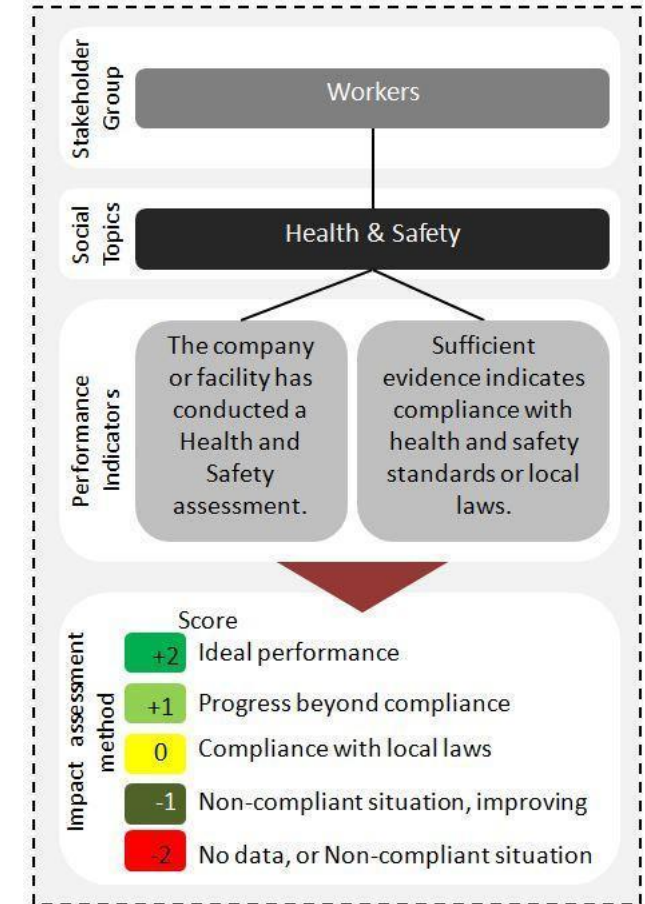 Stakeholder
Group
Workers
Social
Topics
Health & Safety
Performance
Indicators
The company
or facility has
conducted a
Health and
Safety
assessment.
Sufficient
evidence indicates
compliance with
health and safety
standards or local
laws.
Impact assessment
method
Score
+2 Ideal performance
+1 Progress beyond compliance
0 Compliance with local laws
-1 Non-compliant situation, improving
-2 No data, or Non-compliant situation